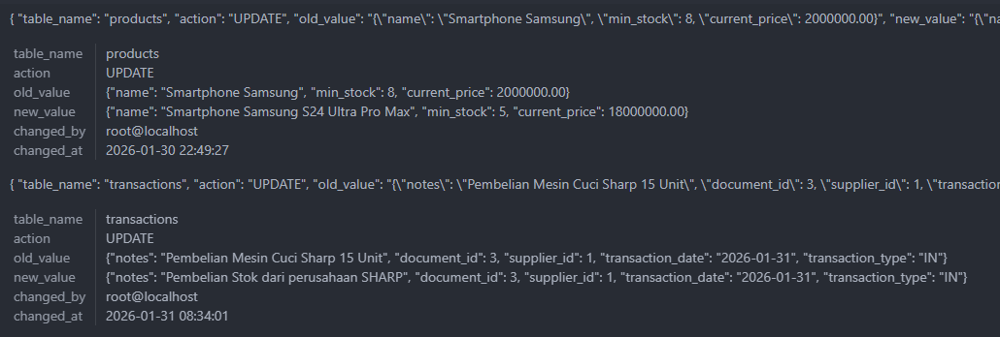 { "table_name": "products", "action": "UPDATE", "old_value": "{\"name\": \"Smartphone Samsung\", \"min_stock\": 8, \"current_price\": 2000000.00}", "new_value": "{\"na
table_name products
action UPDATE
old_value {"name": "Smartphone Samsung", "min_stock": 8, "current_price": 2000000.00}
new_value {"name": "Smartphone Samsung S24 Ultra Pro Max", "min_stock": 5, "current_price": 18000000.00}
changed_by root@localhost
changed_at 2026-01-30 22:49:27
{ "table_name": "transactions", "action": "UPDATE", "old_value": "{\"notes\": \"Pembelian Mesin Cuci Sharp 15 Unit\", \"document_id\": 3, \"supplier_id\": 1, \"transaction
table_name transactions
action UPDATE
old_value {"notes": "Pembelian Mesin Cuci Sharp 15 Unit", "document_id": 3, "supplier_id": 1, "transaction_date": "2026-01-31", "transaction_type": "IN"}
new_value {"notes": "Pembelian Stok dari perusahaan SHARP", "document_id": 3, "supplier_id": 1, "transaction_date": "2026-01-31", "transaction_type": "IN"}
changed_by root@localhost
changed_at 2026-01-31 08:34:01